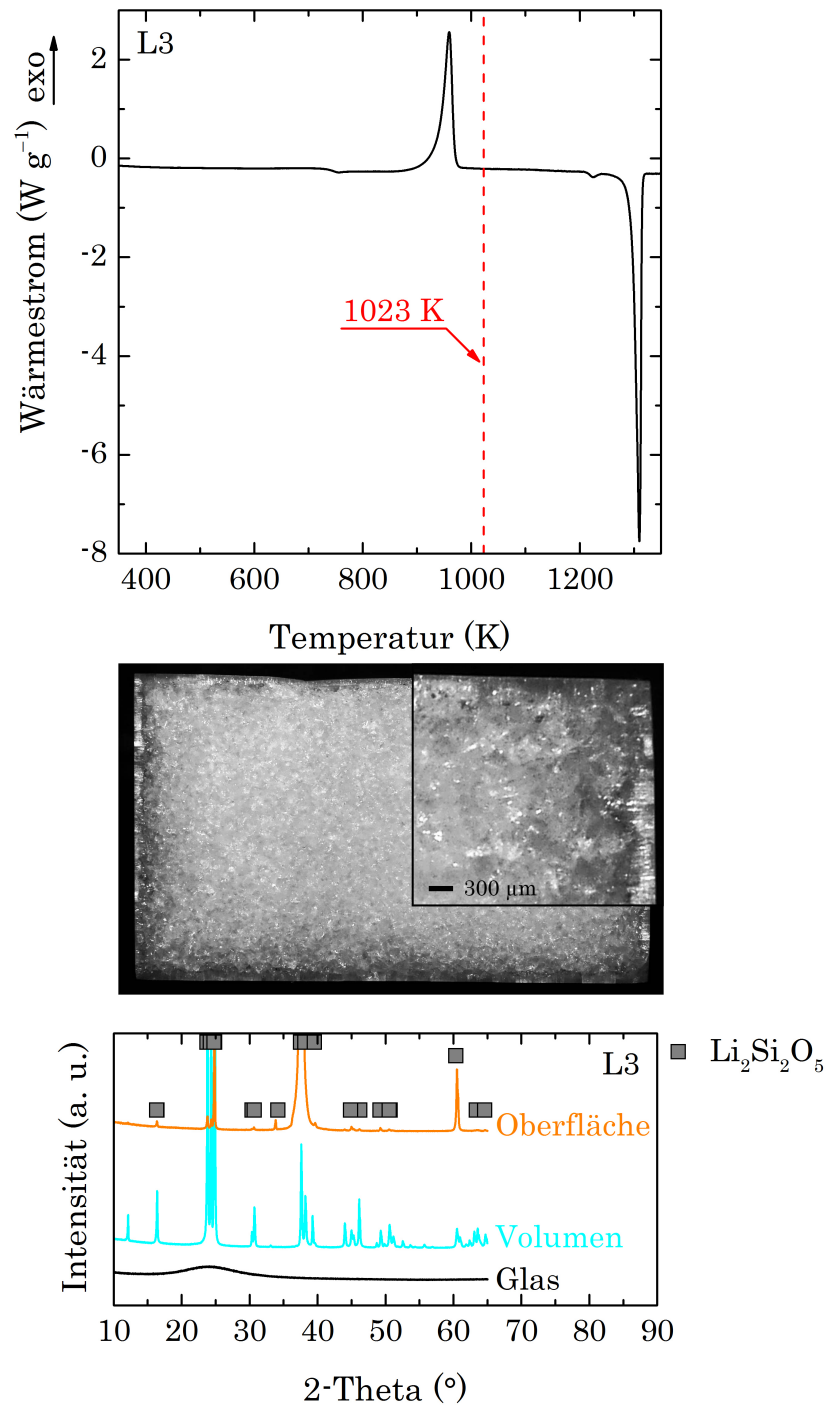 L3
Wärmestrom (W g⁻¹) exo
2
0
-2
-4
-6
-8
1023 K
400 600 800 1000 1200
Temperatur (K)
300 µm
Intensität (a. u.)
L3
Li₂Si₂O₅
Oberfläche
Volumen
Glas
10 20 30 40 50 60 70 80 90
2-Theta (°)